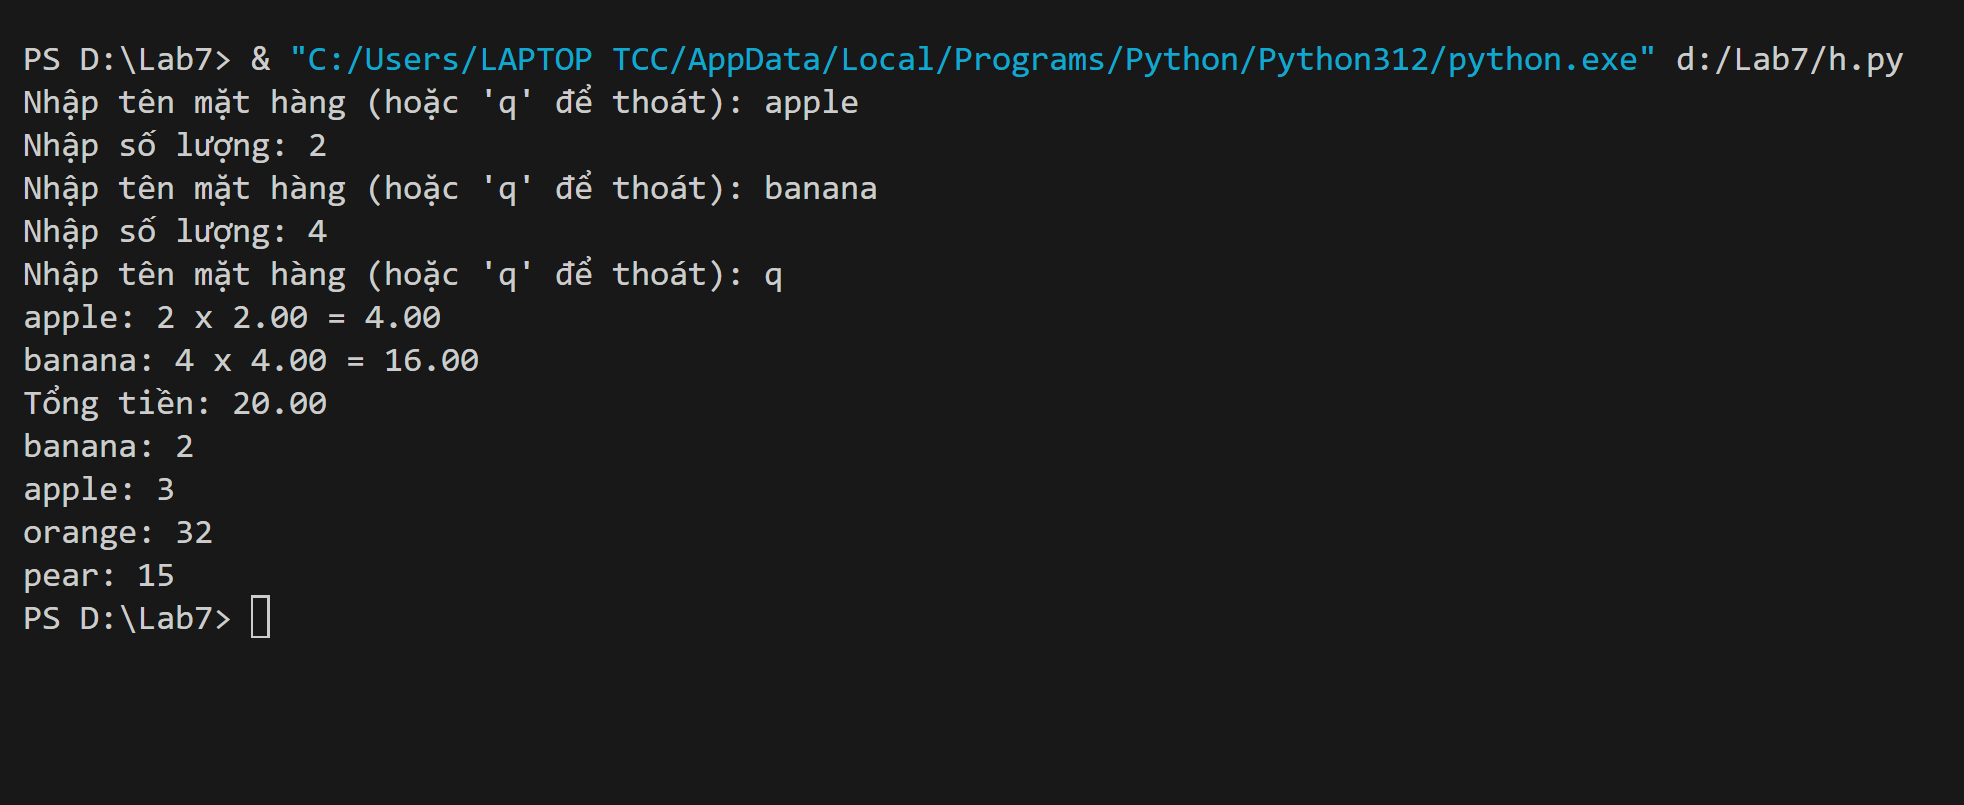 PS D:\Lab7> & "C:/Users/LAPTOP TCC/AppData/Local/Programs/Python/Python312/python.exe" d:/Lab7/h.py
Nhập tên mặt hàng (hoặc 'q' để thoát): apple
Nhập số lượng: 2
Nhập tên mặt hàng (hoặc 'q' để thoát): banana
Nhập số lượng: 4
Nhập tên mặt hàng (hoặc 'q' để thoát): q
apple: 2 x 2.00 = 4.00
banana: 4 x 4.00 = 16.00
Tổng tiền: 20.00
banana: 2
apple: 3
orange: 32
pear: 15
PS D:\Lab7>